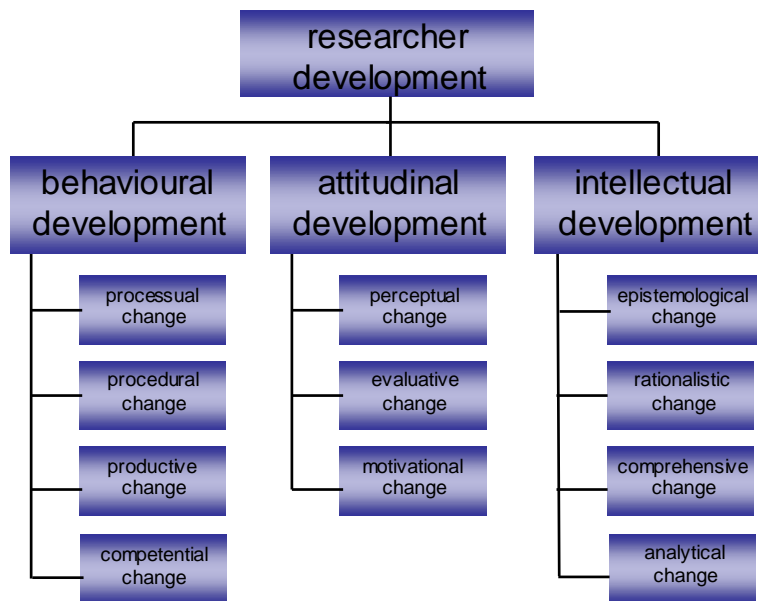 researcher
development
behavioural
development
attitudinal
development
intellectual
development
processual
change
procedural
change
productive
change
competential
change
perceptual
change
evaluative
change
motivational
change
epistemological
change
rationalistic
change
comprehensive
change
analytical
change